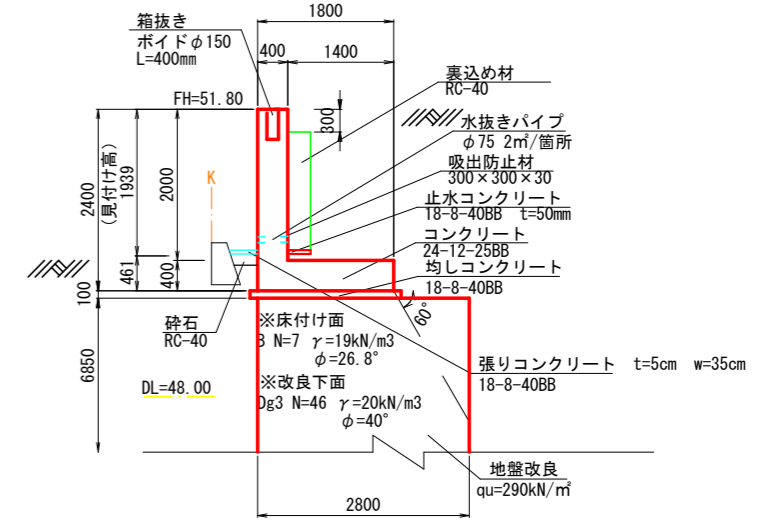 1800
箱抜き
ボイドφ150
L=400mm
400
1400
裏込め材
RC-40
FH=51.80
300
水抜きパイプ
φ75 2㎡/箇所
吸出防止材
300×300×30
止水コンクリート
18-8-40BB t=50mm
コンクリート
24-12-25BB
均しコンクリート
18-8-40BB
K
2400
(見付け高)
1939
2000
461
400
100
6850
60°
砕石
RC-40
※床付け面
B N=7 γ=19kN/m3
φ=26.8°
※改良下面
Dg3 N=46 γ=20kN/m3
φ=40°
張りコンクリート t=5cm w=35cm
18-8-40BB
DL=48.00
地盤改良
qu=290kN/㎡
2800